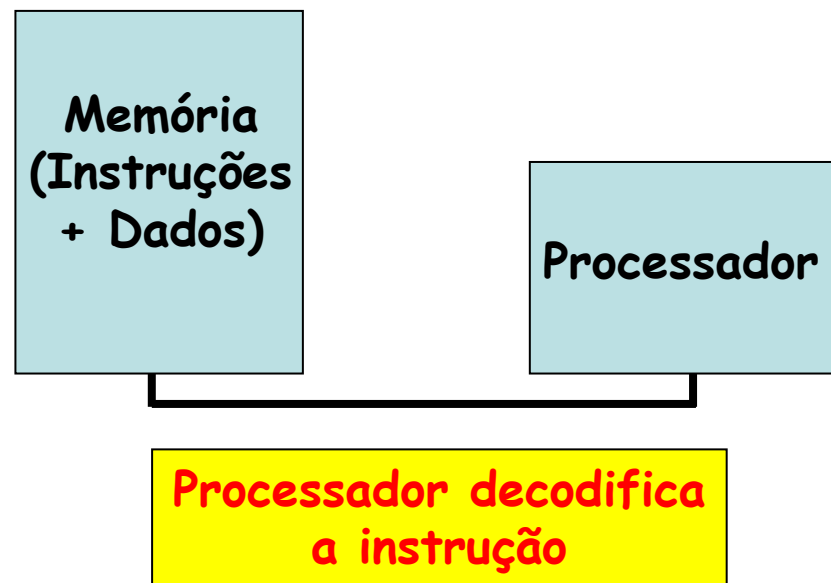 Memória
(Instruções
+ Dados)
Processador
Processador decodifica
a instrução